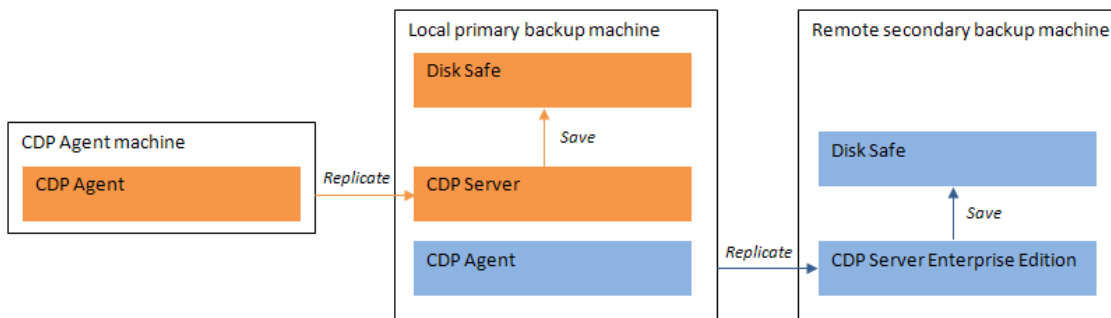 Local primary backup machine
Remote secondary backup machine
Disk Safe
CDP Agent machine
Save
Disk Safe
CDP Agent
Replicate
CDP Server
Save
CDP Agent
Replicate
CDP Server Enterprise Edition